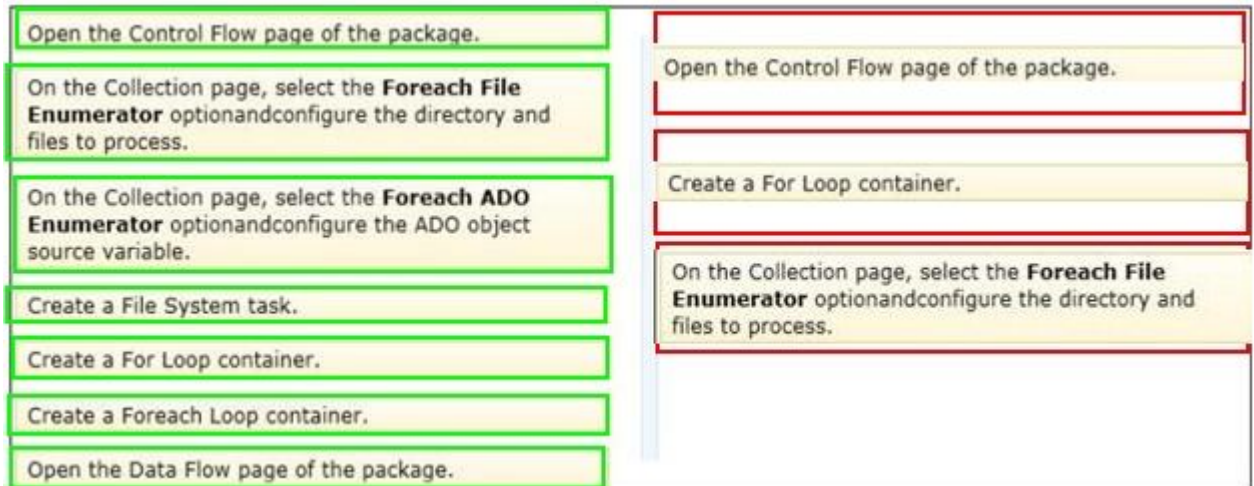 Open the Control Flow page of the package.
On the Collection page, select the Foreach File
Enumerator optionandconfigure the directory and
files to process.
On the Collection page, select the Foreach ADO
Enumerator optionandconfigure the ADO object
source variable.
Create a File System task.
Create a For Loop container.
Create a Foreach Loop container.
Open the Data Flow page of the package.
Open the Control Flow page of the package.
Create a For Loop container.
On the Collection page, select the Foreach File
Enumerator optionandconfigure the directory and
files to process.